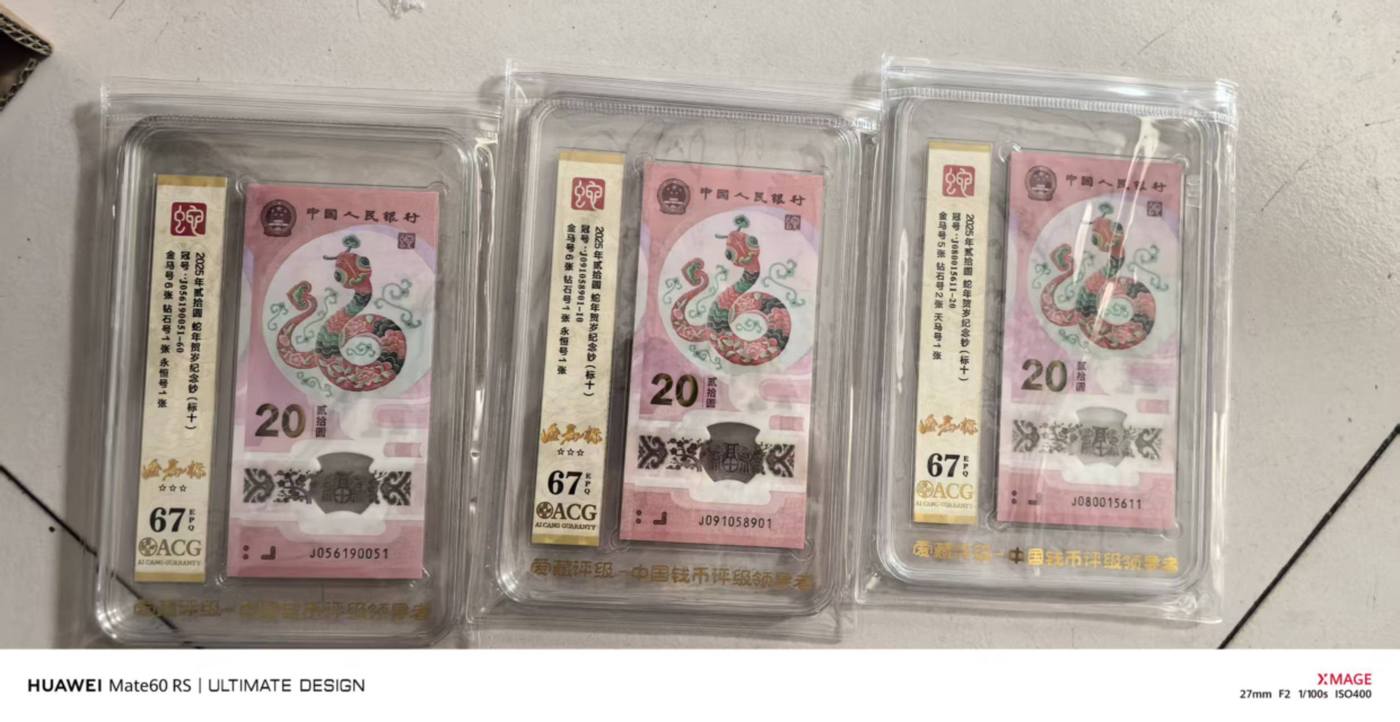 蛇
2025年贰拾圆 蛇年贺岁纪念钞(标十)
冠号:J056190051-60
金马号6张 钻石号1张 永恒号1张
☆☆☆
67 EPQ
ACG
AI CANG GUARANTY
中国人民银行
20 贰拾圆
J056190051
爱藏评级—中国钱币评级领导者
蛇
2025年贰拾圆 蛇年贺岁纪念钞(标十)
冠号:J091058901-10
金马号6张 钻石号1张 永恒号1张
☆☆☆
67 EPQ
ACG
AI CANG GUARANTY
中国人民银行
20 贰拾圆
J091058901
爱藏评级—中国钱币评级领导者
蛇
2025年贰拾圆 蛇年贺岁纪念钞(标十)
冠号:J080015611-20
金马号5张 钻石号2张 天马号1张
67 EPQ
ACG
AI CANG GUARANTY
中国人民银行
20 贰拾圆
J080015611
爱藏评级—中国钱币评级领导者
HUAWEI Mate60 RS | ULTIMATE DESIGN
XMAGE
27mm F2 1/100s ISO400